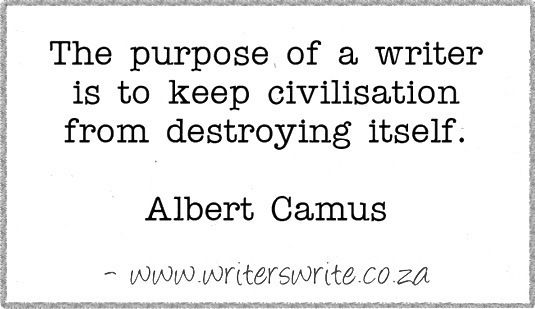 The purpose of a writer
is to keep civilisation
from destroying itself.
Albert Camus
- www.writerswrite.co.za